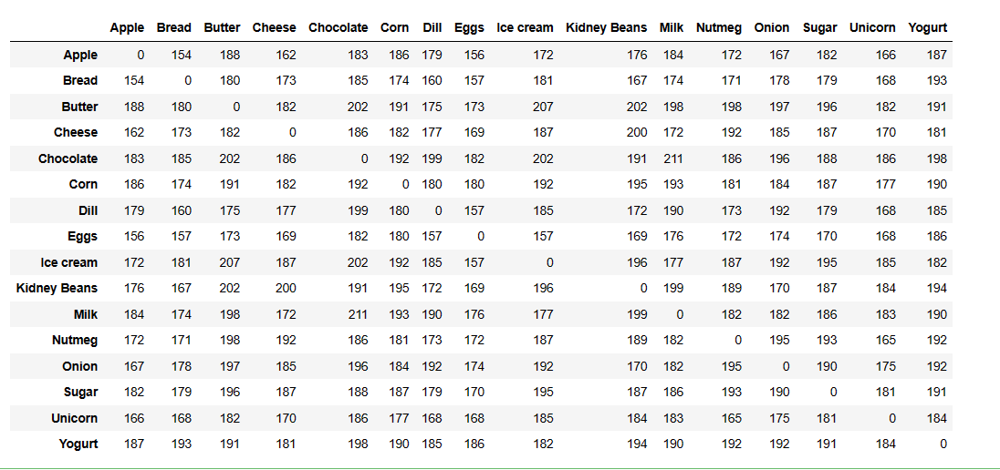 Apple Bread Butter Cheese Chocolate Corn Dill Eggs Ice cream Kidney Beans Milk Nutmeg Onion Sugar Unicorn Yogurt
Apple 0 154 188 162 183 186 179 156 172 176 184 172 167 182 166 187
Bread 154 0 180 173 185 174 160 157 181 167 174 171 178 179 168 193
Butter 188 180 0 182 202 191 175 173 207 202 198 198 197 196 182 191
Cheese 162 173 182 0 186 182 177 169 187 200 172 192 185 187 170 181
Chocolate 183 185 202 186 0 192 199 182 202 191 211 186 196 188 186 198
Corn 186 174 191 182 192 0 180 180 192 195 193 181 184 187 177 190
Dill 179 160 175 177 199 180 0 157 185 172 190 173 192 179 168 185
Eggs 156 157 173 169 182 180 157 0 157 169 176 172 174 170 168 186
Ice cream 172 181 207 187 202 192 185 157 0 196 177 187 192 195 185 182
Kidney Beans 176 167 202 200 191 195 172 169 196 0 199 189 170 187 184 194
Milk 184 174 198 172 211 193 190 176 177 199 0 182 182 186 183 190
Nutmeg 172 171 198 192 186 181 173 172 187 189 182 0 195 193 165 192
Onion 167 178 197 185 196 184 192 174 192 170 182 195 0 190 175 192
Sugar 182 179 196 187 188 187 179 170 195 187 186 193 190 0 181 191
Unicorn 166 168 182 170 186 177 168 168 185 184 183 165 175 181 0 184
Yogurt 187 193 191 181 198 190 185 186 182 194 190 192 192 191 184 0